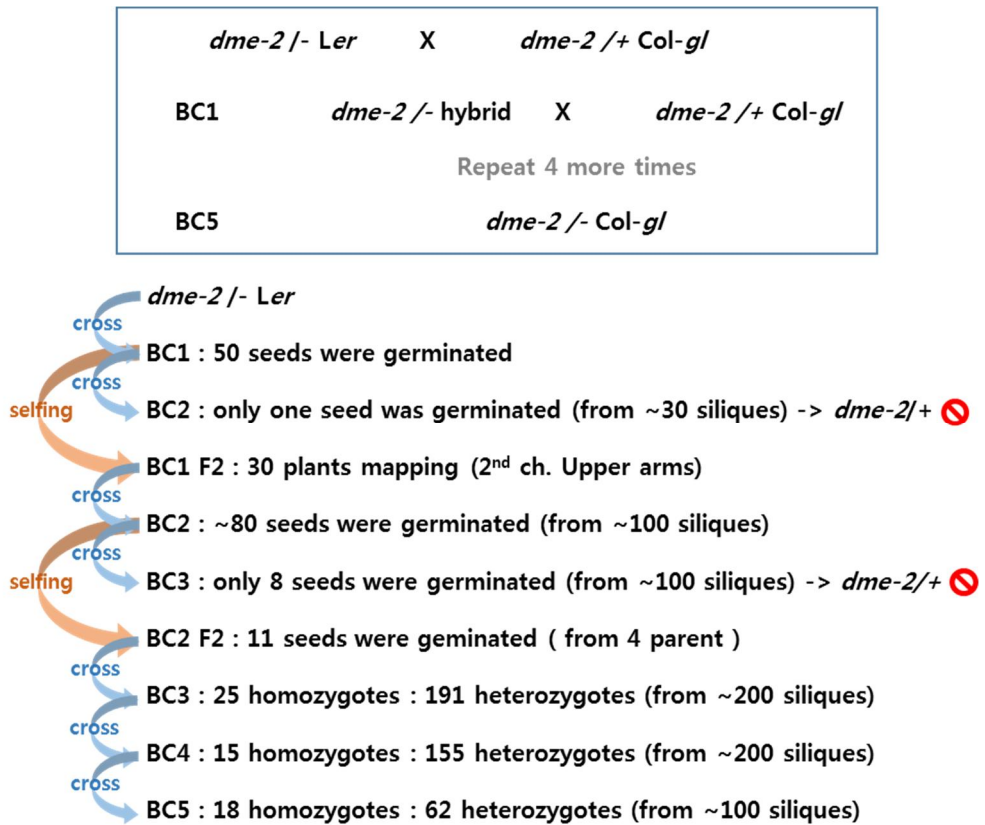 dme-2 /- Ler X dme-2 /+ Col-gl
BC1 dme-2 /- hybrid X dme-2 /+ Col-gl
Repeat 4 more times
BC5 dme-2 /- Col-gl
dme-2 /- Ler
cross
BC1 : 50 seeds were germinated
cross
selfing
BC2 : only one seed was germinated (from ~30 siliques) -> dme-2/+
BC1 F2 : 30 plants mapping (2nd ch. Upper arms)
cross
BC2 : ~80 seeds were germinated (from ~100 siliques)
cross
selfing
BC3 : only 8 seeds were germinated (from ~100 siliques) -> dme-2/+
BC2 F2 : 11 seeds were geminated ( from 4 parent )
cross
BC3 : 25 homozygotes : 191 heterozygotes (from ~200 siliques)
cross
BC4 : 15 homozygotes : 155 heterozygotes (from ~200 siliques)
cross
BC5 : 18 homozygotes : 62 heterozygotes (from ~100 siliques)